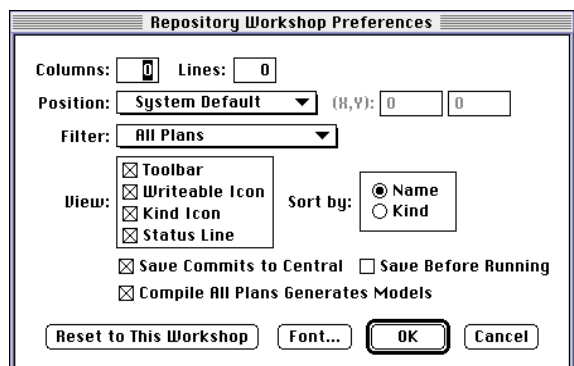 Repository Workshop Preferences
Columns: 0 Lines: 0
Position: System Default (X,Y): 0 0
Filter: All Plans
View:
Toolbar
Writeable Icon
Kind Icon
Status Line
Sort by:
Name
Kind
Save Commits to Central Save Before Running
Compile All Plans Generates Models
Reset to This Workshop Font... OK Cancel